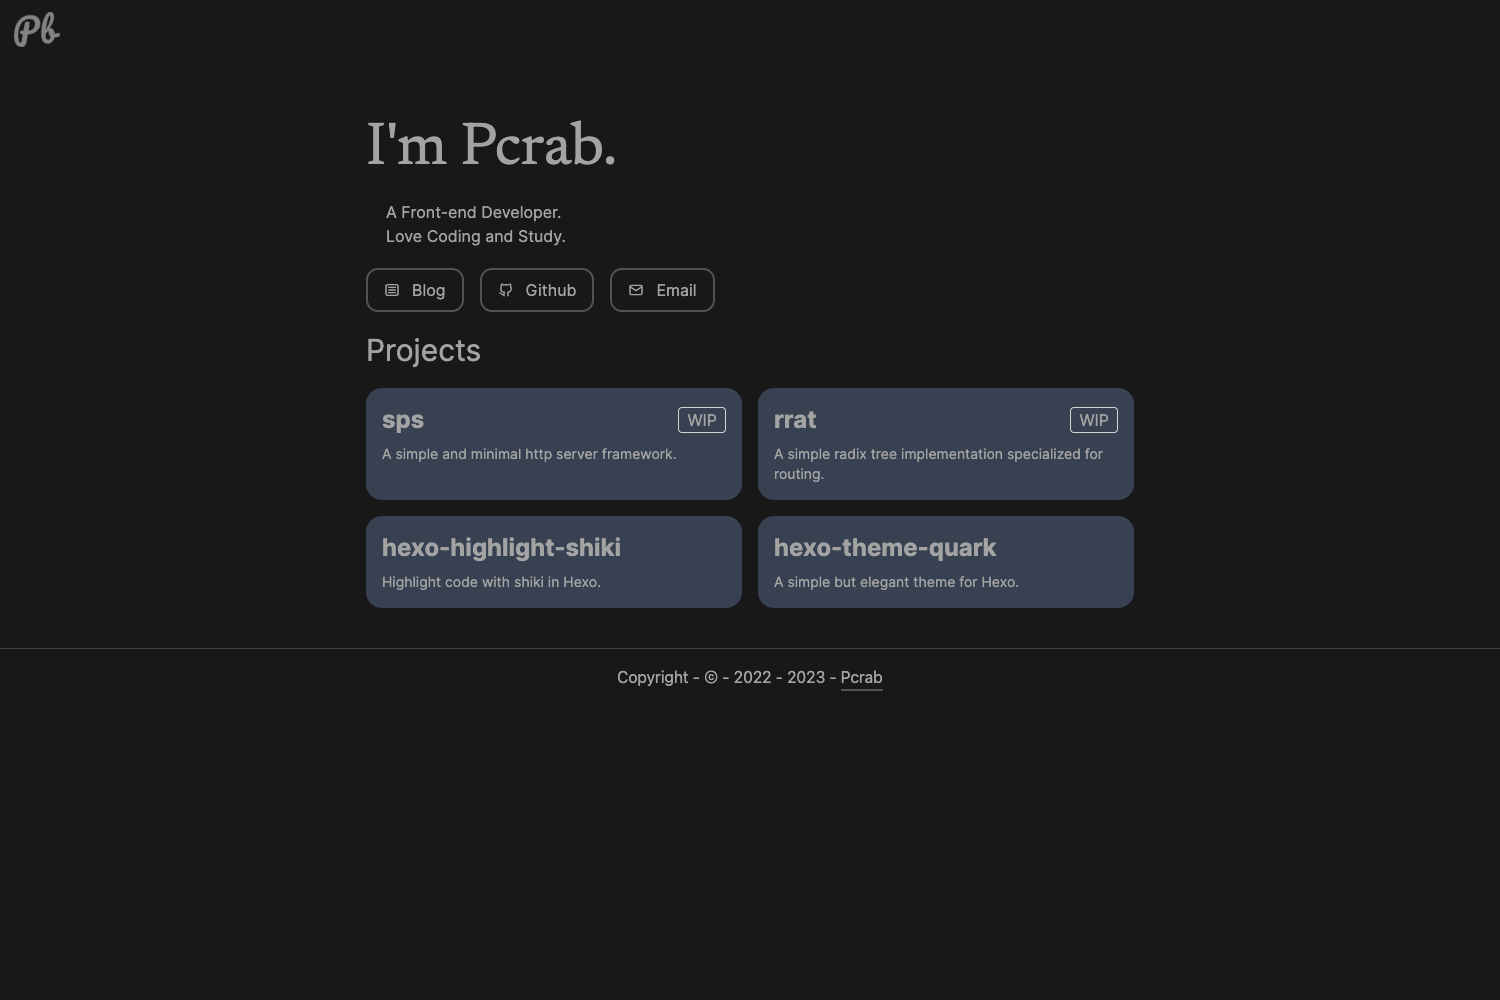 Pb
I'm Pcrab.
A Front-end Developer.
Love Coding and Study.
Blog
Github
Email
Projects
sps
WIP
A simple and minimal http server framework.
rrat
WIP
A simple radix tree implementation specialized for
routing.
hexo-highlight-shiki
Highlight code with shiki in Hexo.
hexo-theme-quark
A simple but elegant theme for Hexo.
Copyright - © - 2022 - 2023 - Pcrab